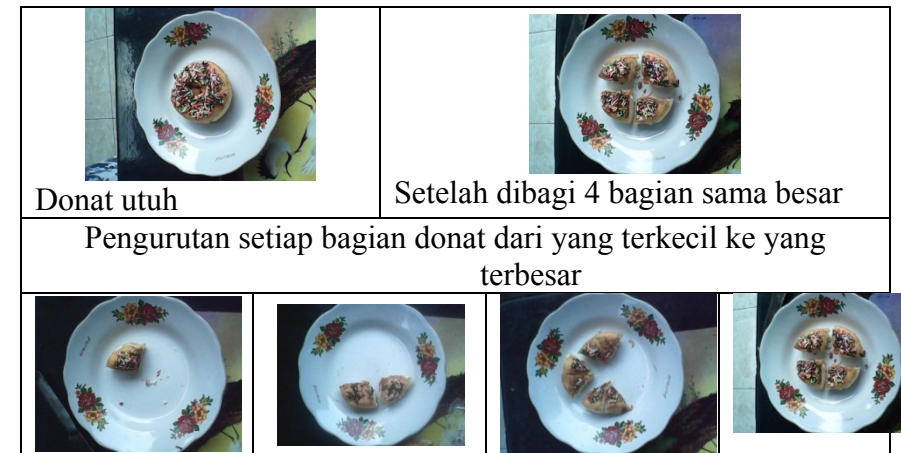 Donat utuh
Setelah dibagi 4 bagian sama besar
Pengurutan setiap bagian donat dari yang terkecil ke yang
terbesar